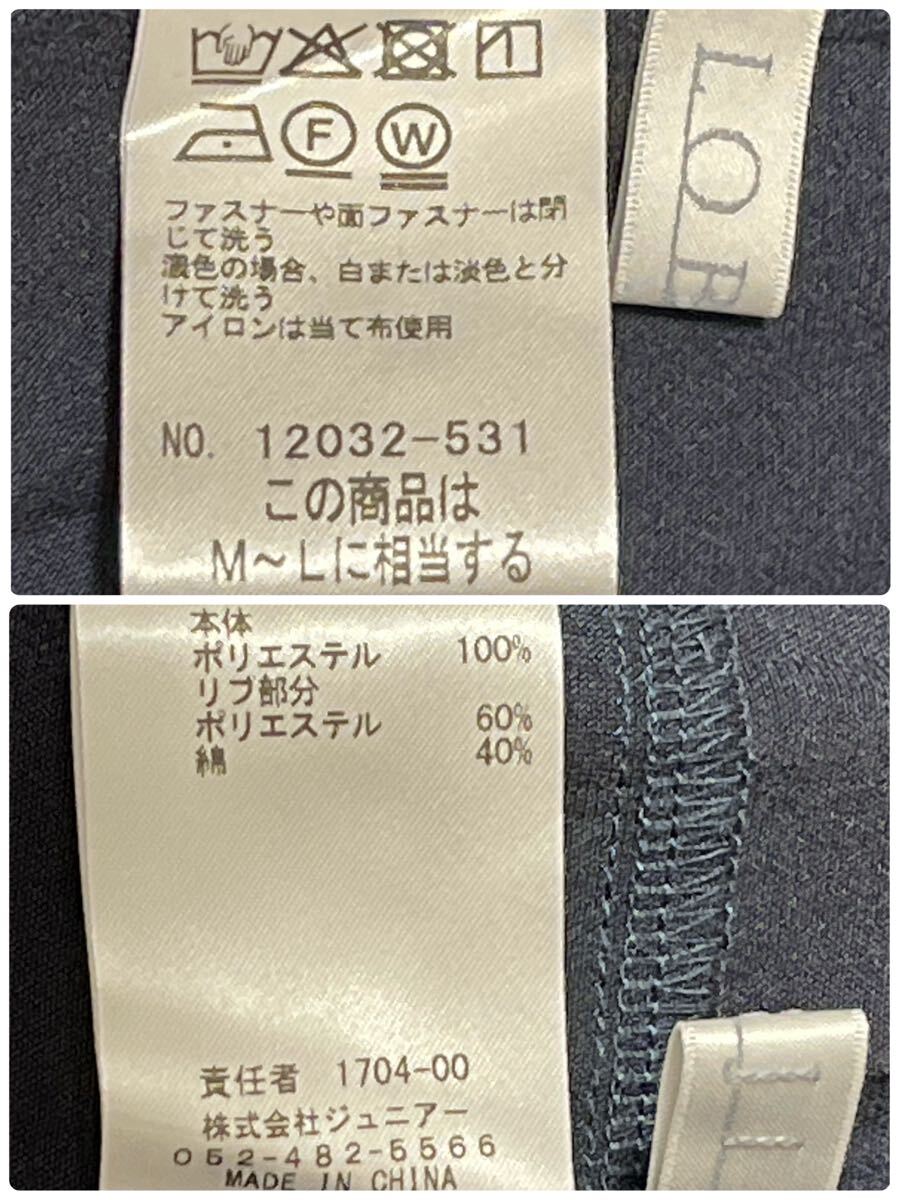 F W
ファスナーや面ファスナーは閉
じて洗う
濃色の場合、白または淡色と分
けて洗う
アイロンは当て布使用
NO. 12032-531
この商品は
M～Lに相当する
LOB
本体
ポリエステル 100%
リブ部分
ポリエステル 60%
綿 40%
責任者 1704-00
株式会社ジュニアー
052-482-5566
MADE IN CHINA